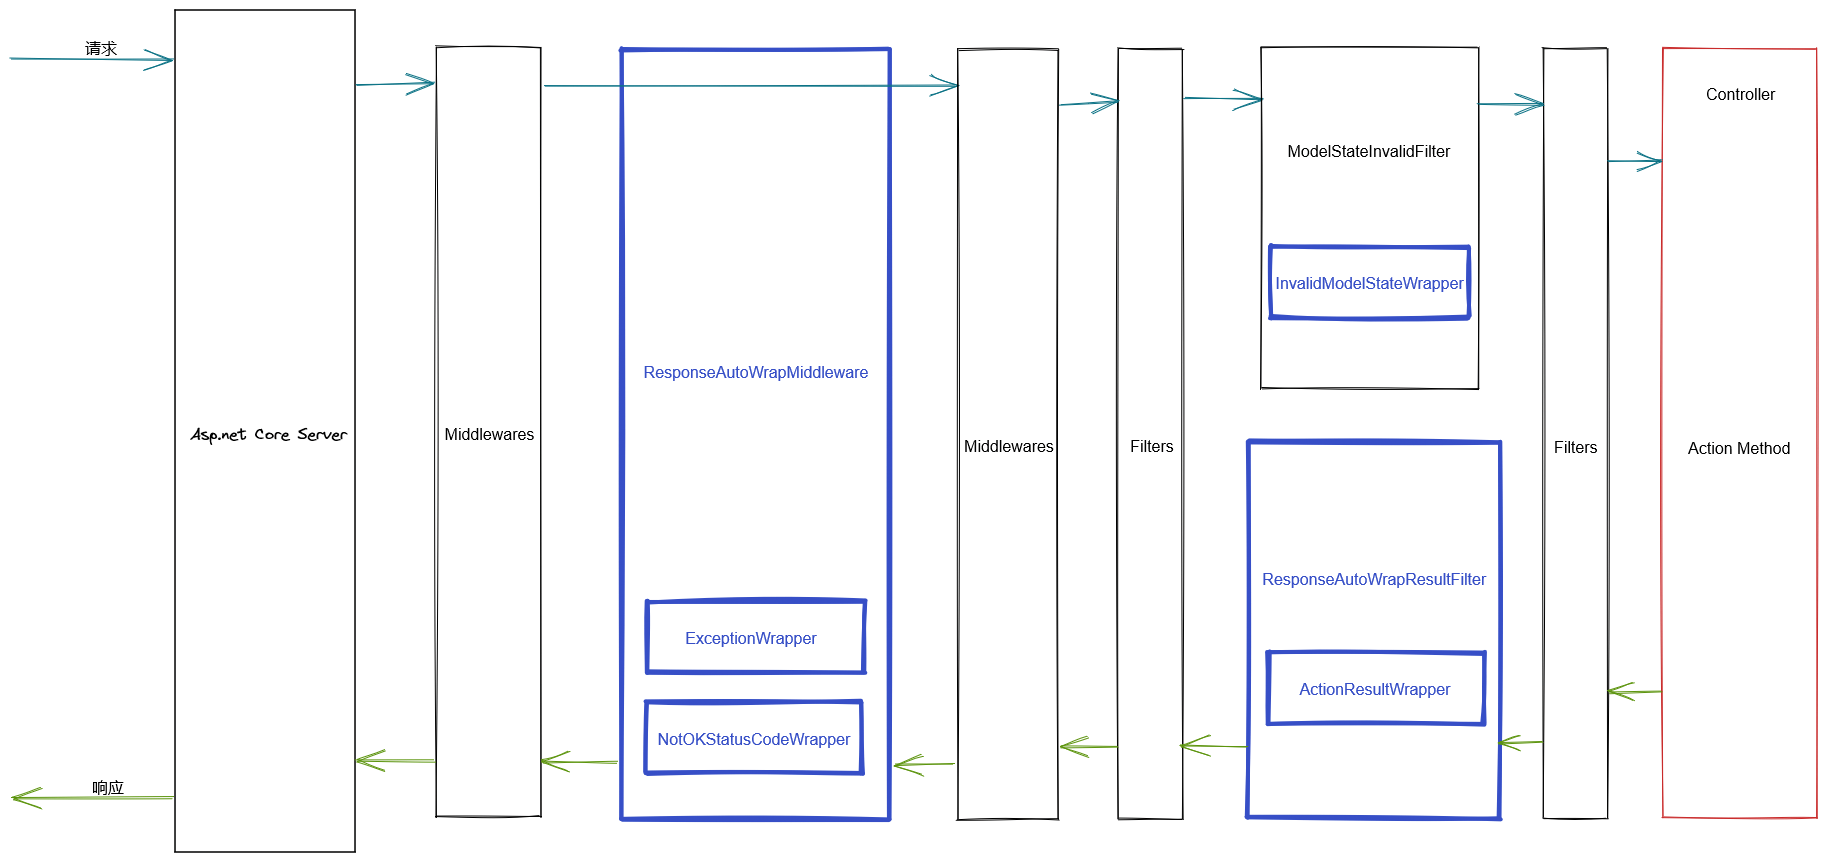 请求
Controller
ModelStateInvalidFilter
InvalidModelStateWrapper
ResponseAutoWrapMiddleware
Asp.net Core Server
Middlewares
Middlewares
Filters
Filters
Action Method
ResponseAutoWrapResultFilter
ExceptionWrapper
ActionResultWrapper
NotOKStatusCodeWrapper
响应